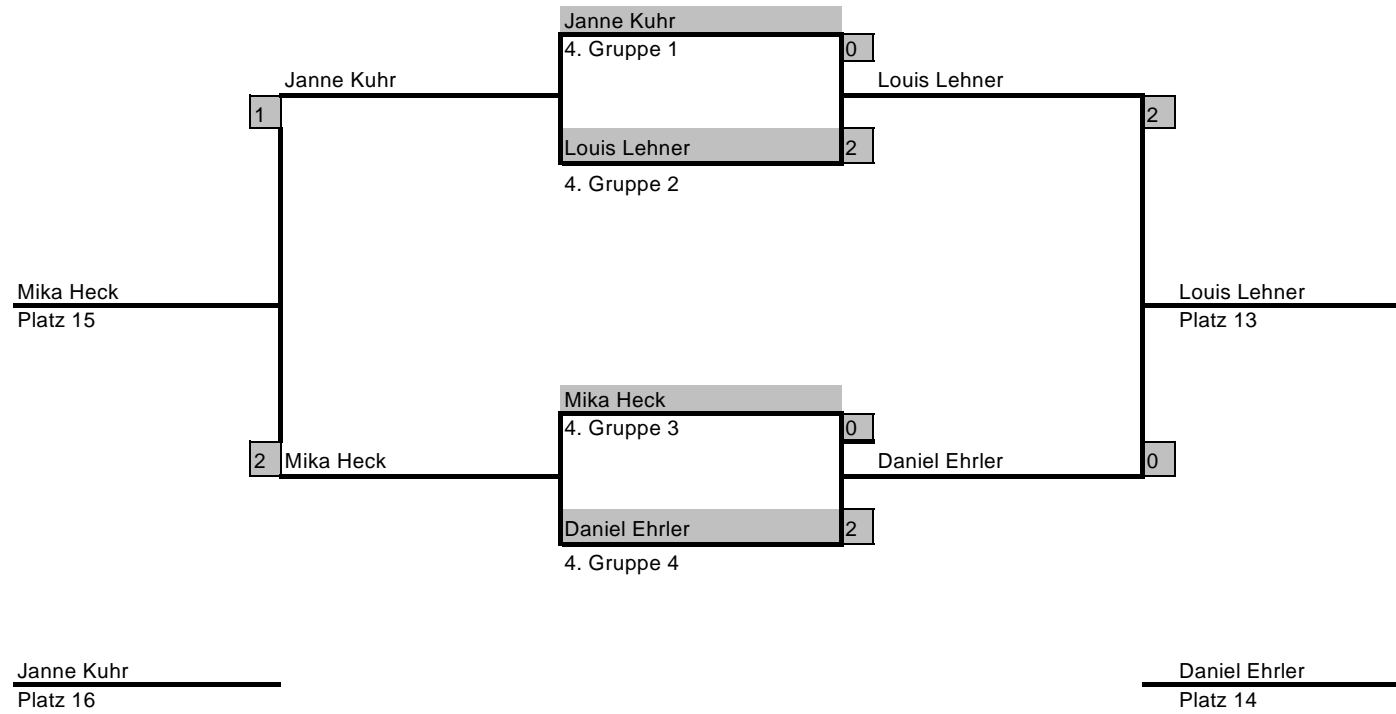 Janne Kuhr
4. Gruppe 1 0
Janne Kuhr Louis Lehner
1 2
Louis Lehner 2
4. Gruppe 2
Mika Heck Louis Lehner
Platz 15 Platz 13
Mika Heck
4. Gruppe 3 0
2 Mika Heck Daniel Ehrler 0
Daniel Ehrler 2
4. Gruppe 4
Janne Kuhr Daniel Ehrler
Platz 16 Platz 14